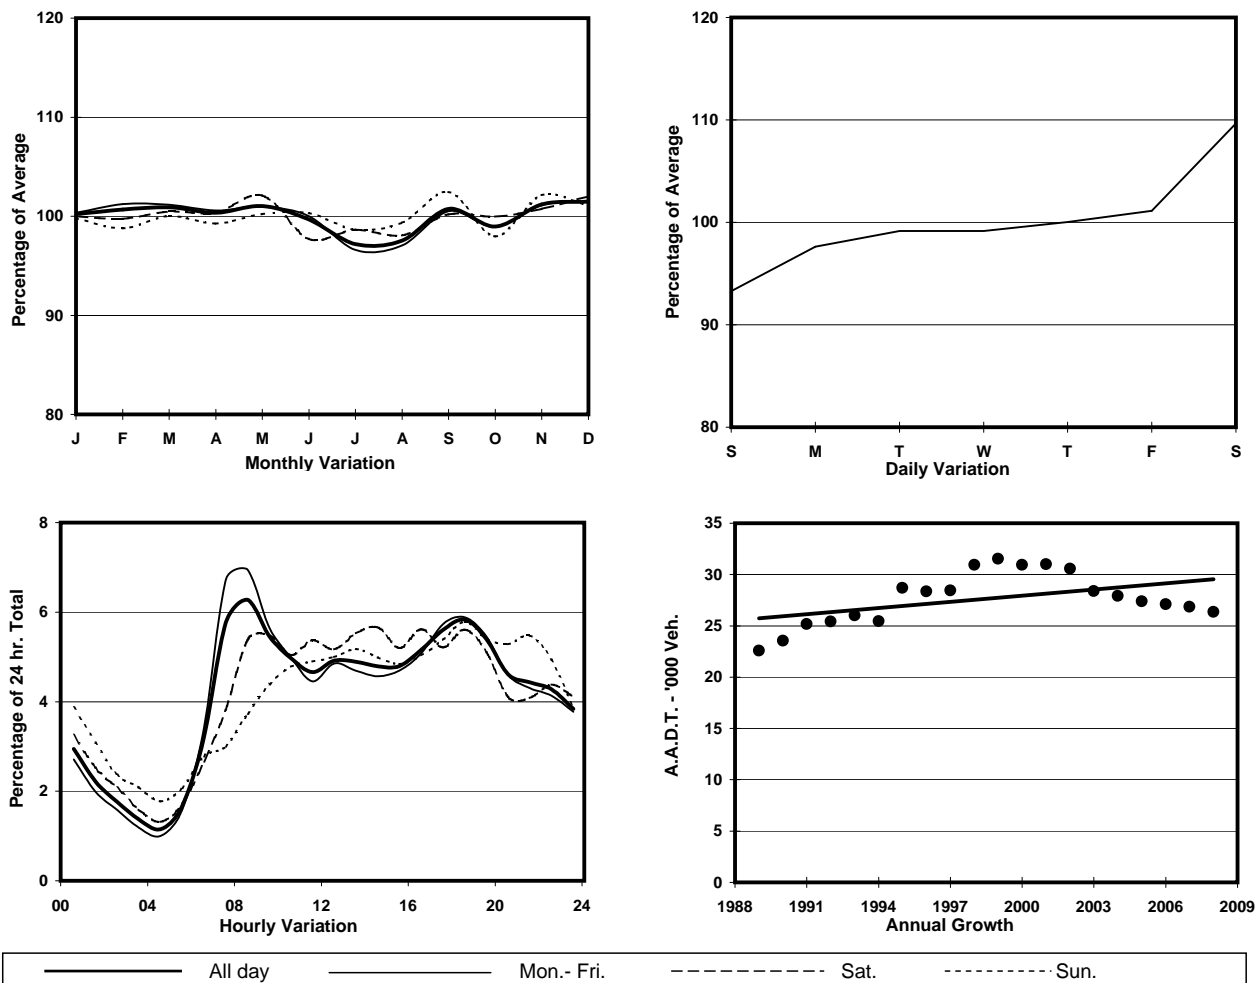 120
110
100
90
80
Percentage of Average
J F M A M J J A S O N D
Monthly Variation
120
110
100
90
80
Percentage of Average
S M T W T F S
Daily Variation
8
6
4
2
0
Percentage of 24 hr. Total
00 04 08 12 16 20 24
Hourly Variation
35
30
25
20
15
10
5
0
A.A.D.T. - '000 Veh.
1988 1991 1994 1997 2000 2003 2006 2009
Annual Growth
All day Mon.- Fri. Sat. Sun.